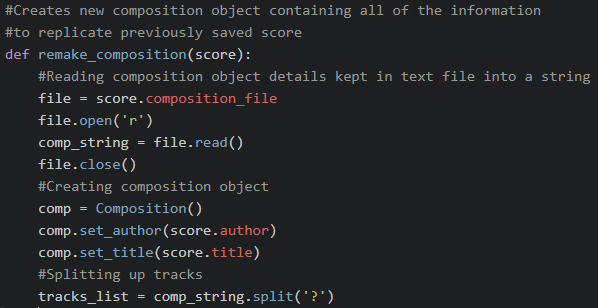 #Creates new composition object containing all of the information
#to replicate previously saved score
def remake_composition(score):
    #Reading composition object details kept in text file into a string
    file = score.composition_file
    file.open('r')
    comp_string = file.read()
    file.close()
    #Creating composition object
    comp = Composition()
    comp.set_author(score.author)
    comp.set_title(score.title)
    #Splitting up tracks
    tracks_list = comp_string.split('?')